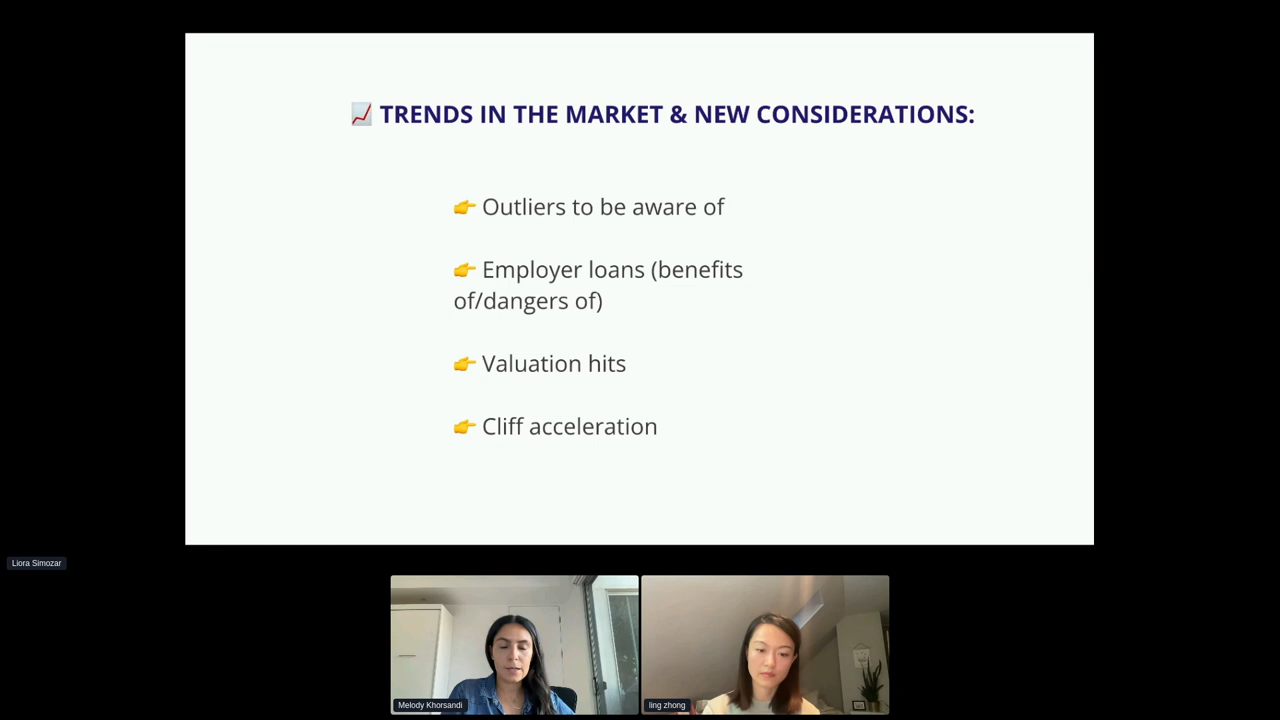 📈 TRENDS IN THE MARKET & NEW CONSIDERATIONS:
👉 Outliers to be aware of
👉 Employer loans (benefits
of/dangers of)
👉 Valuation hits
👉 Cliff acceleration
Liora Simozar
Melody Khorsandi
ling zhong